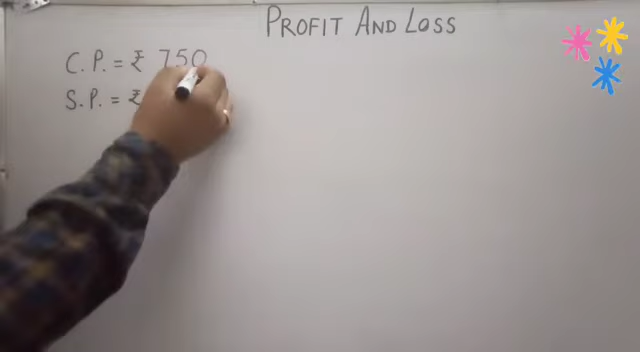 PROFIT AND LOSS
C.P. = ₹ 750
S.P. = ₹